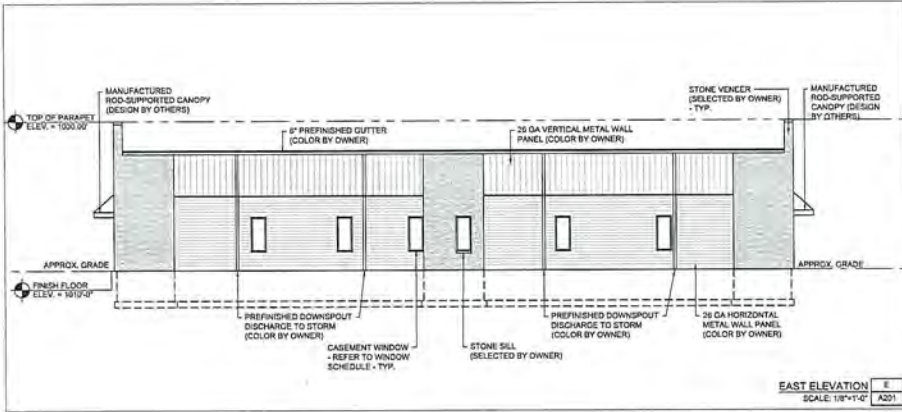 MANUFACTURED
ROD-SUPPORTED CANOPY
(DESIGN BY OTHERS)
TOP OF PARAPET
ELEV. = 1000.00'
6" PREFINISHED GUTTER
(COLOR BY OWNER)
26 GA VERTICAL METAL WALL
PANEL (COLOR BY OWNER)
STONE VENEER
(SELECTED BY OWNER)
- TYP.
MANUFACTURED
ROD-SUPPORTED
CANOPY (DESIGN
BY OTHERS)
APPROX. GRADE
APPROX. GRADE
FINISH FLOOR
ELEV. = 1010'-0"
PREFINISHED DOWNSPOUT
DISCHARGE TO STORM
(COLOR BY OWNER)
CASEMENT WINDOW
- REFER TO WINDOW
SCHEDULE - TYP.
STONE SILL
(SELECTED BY OWNER)
PREFINISHED DOWNSPOUT
DISCHARGE TO STORM
(COLOR BY OWNER)
26 GA HORIZONTAL
METAL WALL PANEL
(COLOR BY OWNER)
EAST ELEVATION E
SCALE: 1/8"=1'-0" A201